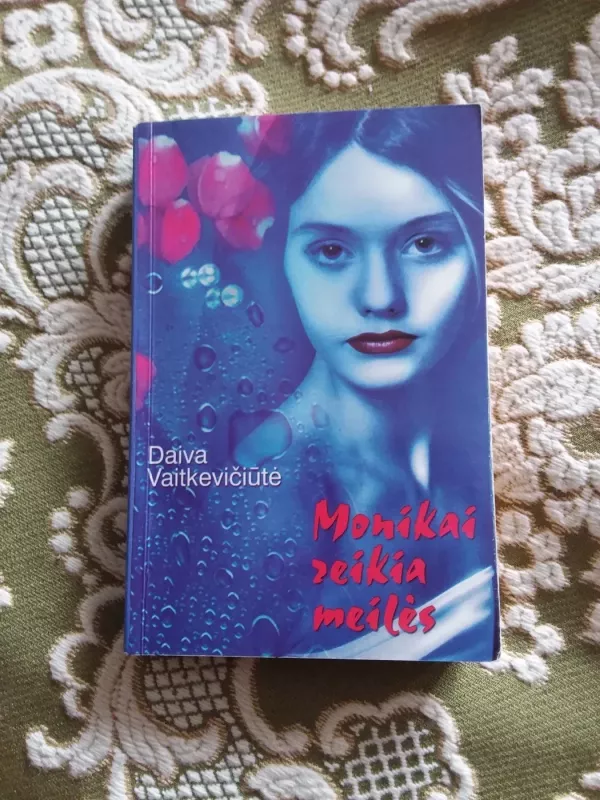 Daiva
Vaitkevičiūtė
Monikai
reikia
meilės